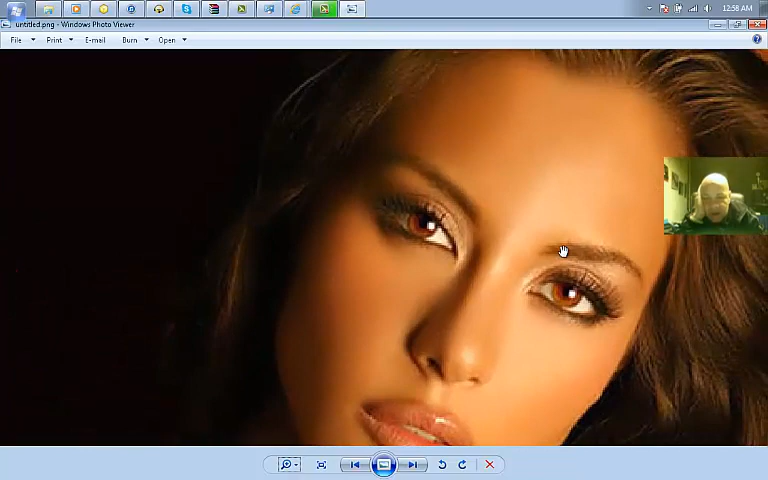 12:58 AM
untitled.png - Windows Photo Viewer
File Print E-mail Burn Open